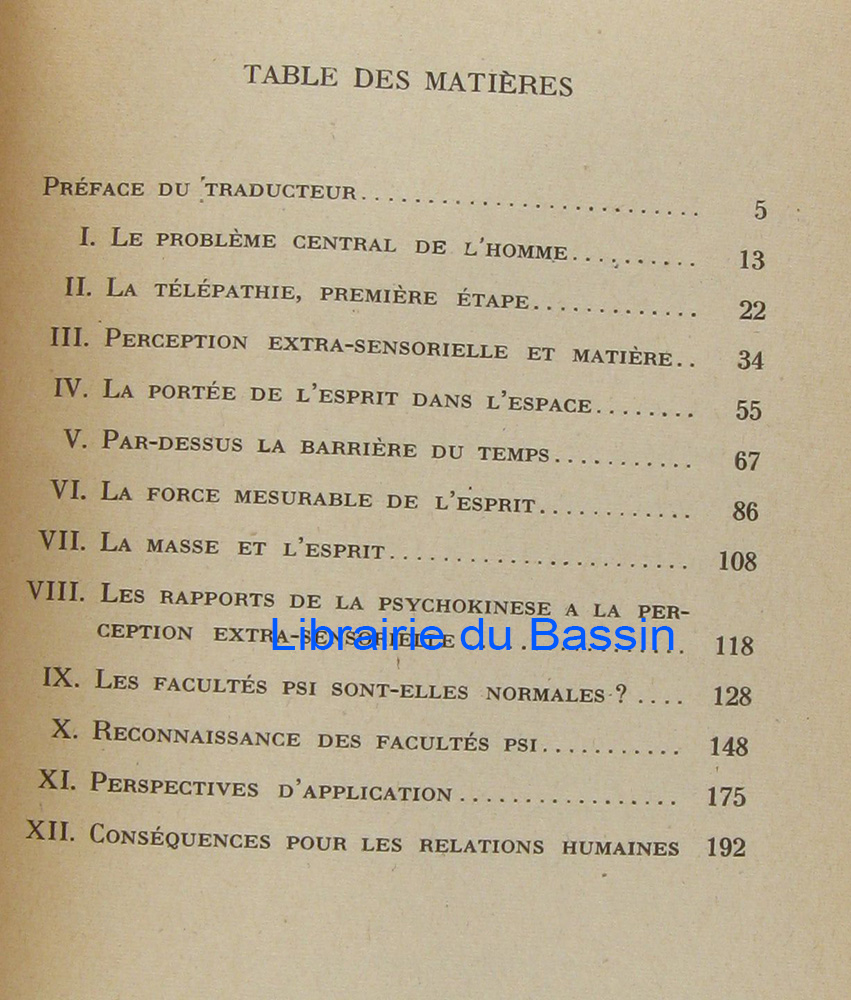 TABLE DES MATIÈRES
PRÉFACE DU TRADUCTEUR........................... 5
I. LE PROBLÈME CENTRAL DE L'HOMME.......... 13
II. LA TÉLÉPATHIE, PREMIÈRE ÉTAPE............. 22
III. PERCEPTION EXTRA-SENSORIELLE ET MATIÈRE.. 34
IV. LA PORTÉE DE L'ESPRIT DANS L'ESPACE........ 55
V. PAR-DESSUS LA BARRIÈRE DU TEMPS........... 67
VI. LA FORCE MESURABLE DE L'ESPRIT............ 86
VII. LA MASSE ET L'ESPRIT....................... 108
VIII. LES RAPPORTS DE LA PSYCHOKINESE A LA PER-
CEPTION EXTRA-SENSORIELLE ................. 118
Librairie du Bassin
IX. LES FACULTÉS PSI SONT-ELLES NORMALES ? .... 128
X. RECONNAISSANCE DES FACULTÉS PSI........... 148
XI. PERSPECTIVES D'APPLICATION ................. 175
XII. CONSÉQUENCES POUR LES RELATIONS HUMAINES 192